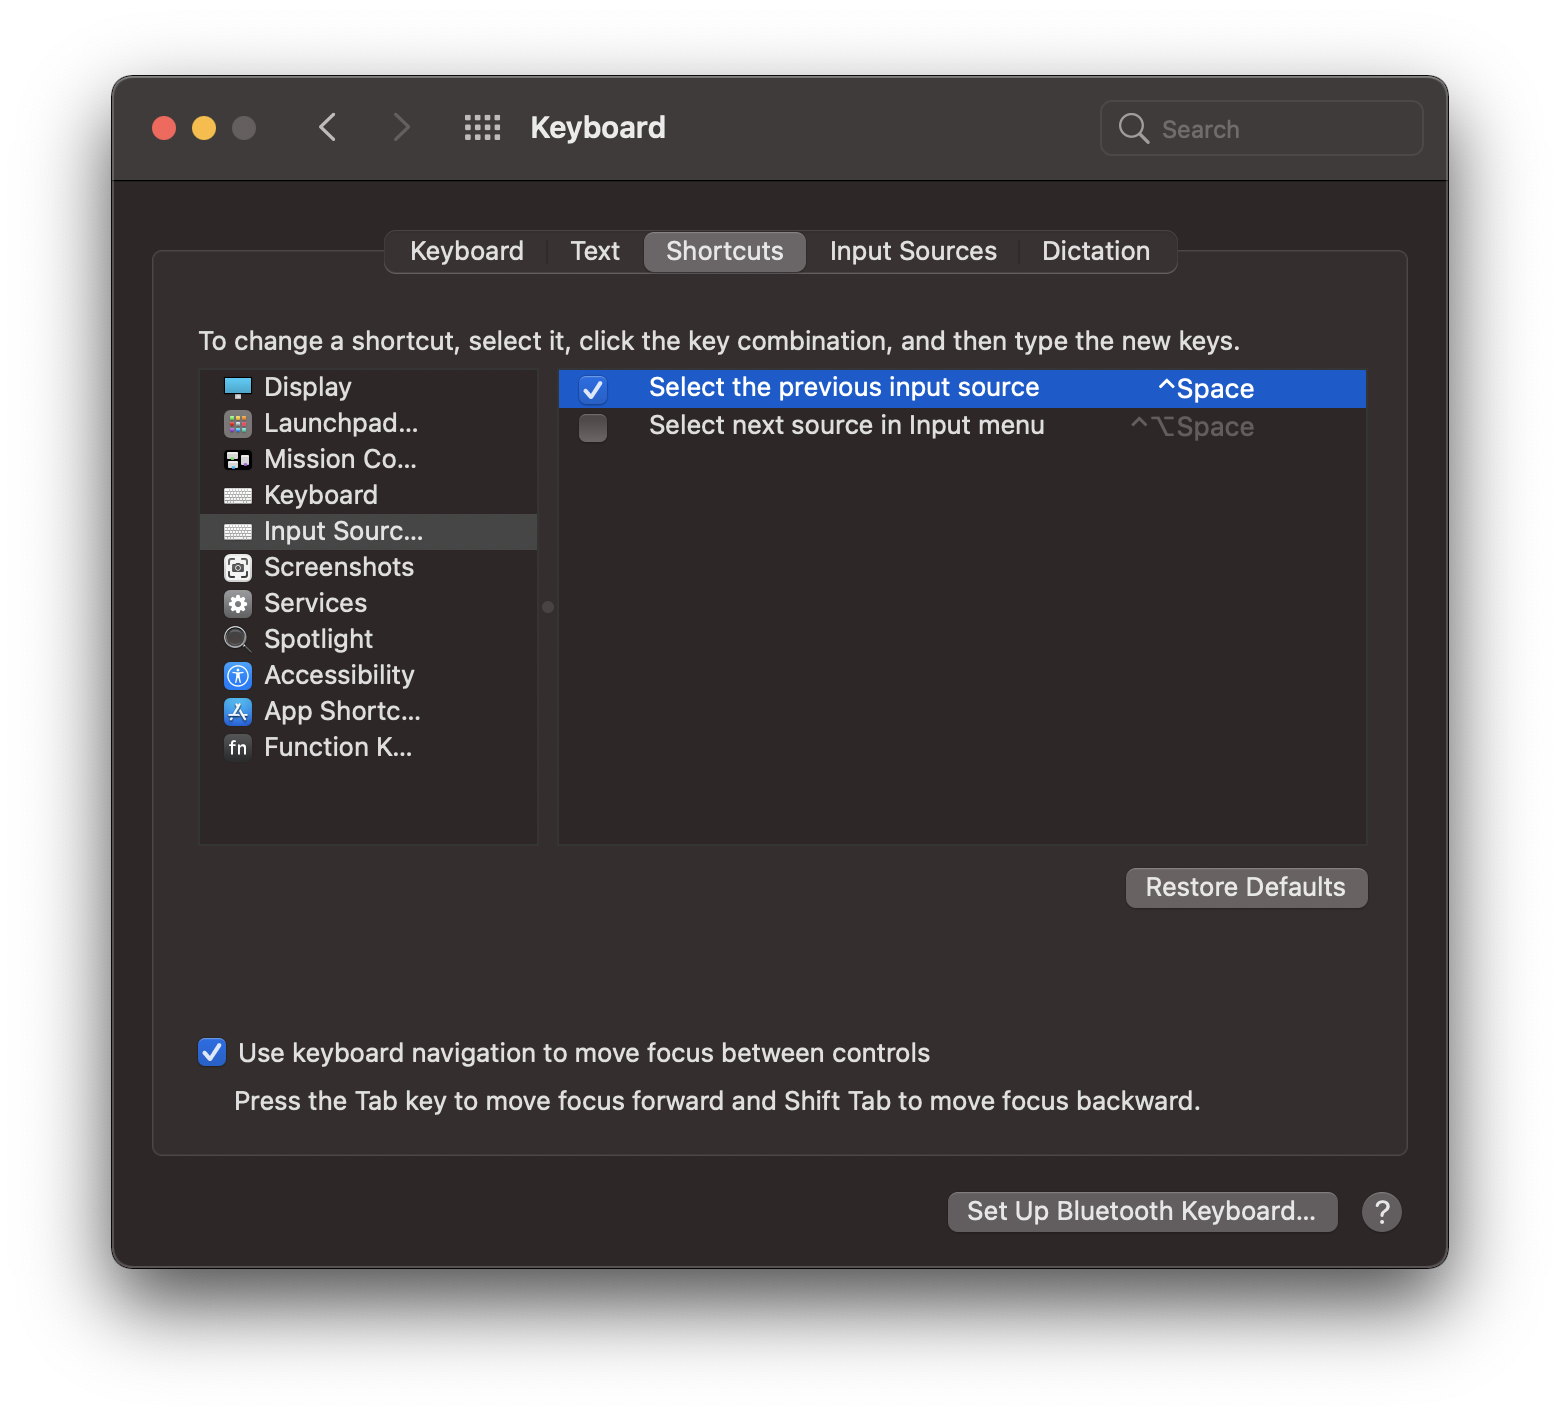 Keyboard
Search
Keyboard Text Shortcuts Input Sources Dictation
To change a shortcut, select it, click the key combination, and then type the new keys.
Display
Launchpad...
Mission Co...
Keyboard
Input Sourc...
Screenshots
Services
Spotlight
Accessibility
App Shortc...
fn Function K...
Select the previous input source ^Space
Select next source in Input menu ^⌥Space
Restore Defaults
Use keyboard navigation to move focus between controls
Press the Tab key to move focus forward and Shift Tab to move focus backward.
Set Up Bluetooth Keyboard... ?